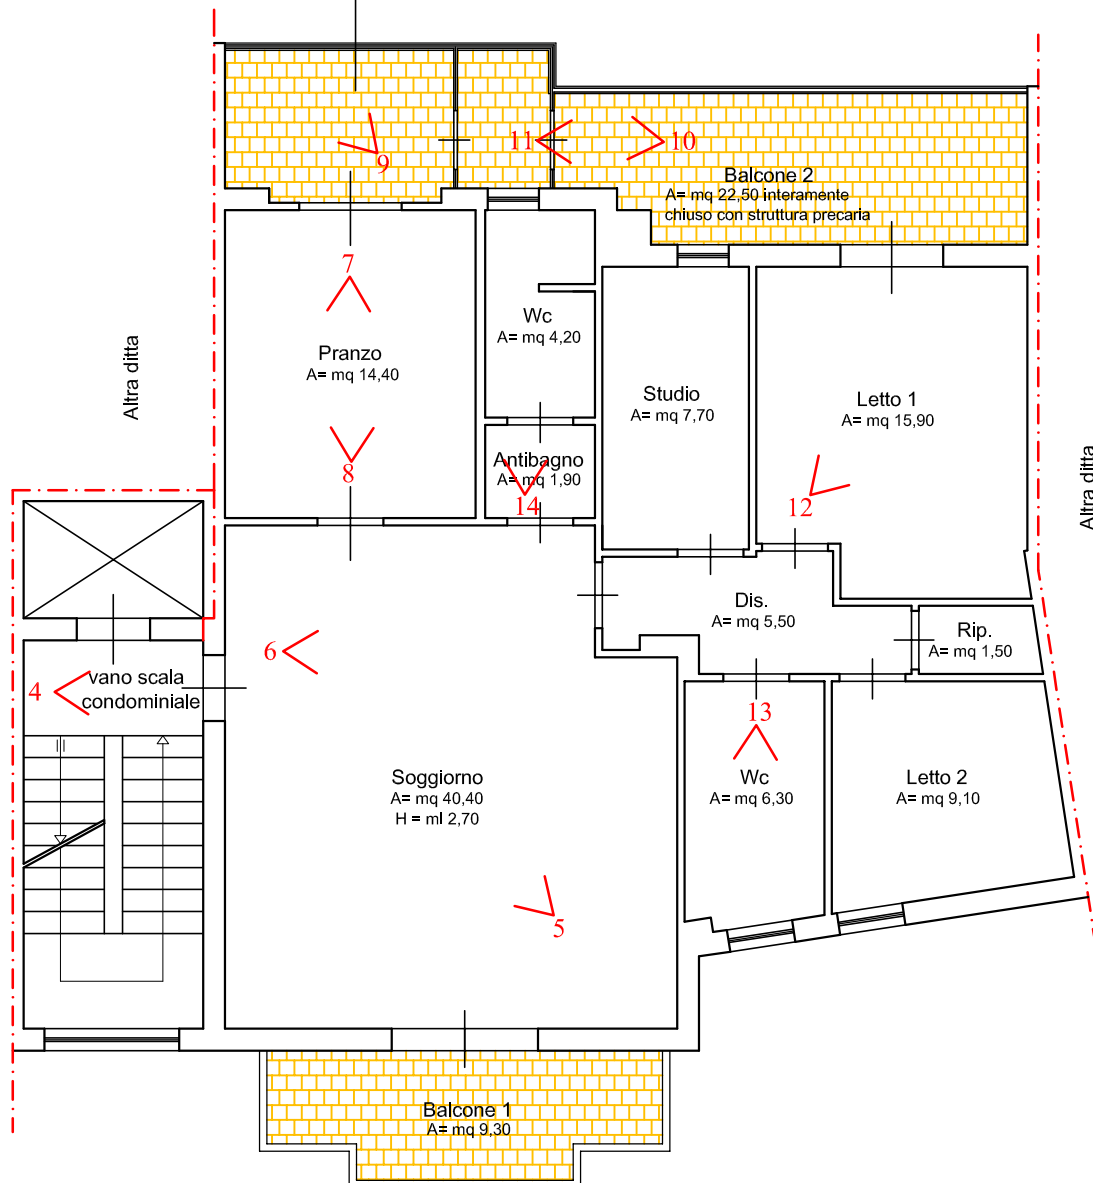 9
11
10
Balcone 2
A= mq 22,50 interamente
chiuso con struttura precaria
7
Pranzo
A= mq 14,40
8
Wc
A= mq 4,20
Antibagno
A= mq 1,90
14
Studio
A= mq 7,70
Letto 1
A= mq 15,90
12
Altra ditta
Altra ditta
Dis.
A= mq 5,50
Rip.
A= mq 1,50
6
4
vano scala
condominiale
13
Wc
A= mq 6,30
Letto 2
A= mq 9,10
Soggiorno
A= mq 40,40
H = ml 2,70
5
Balcone 1
A= mq 9,30